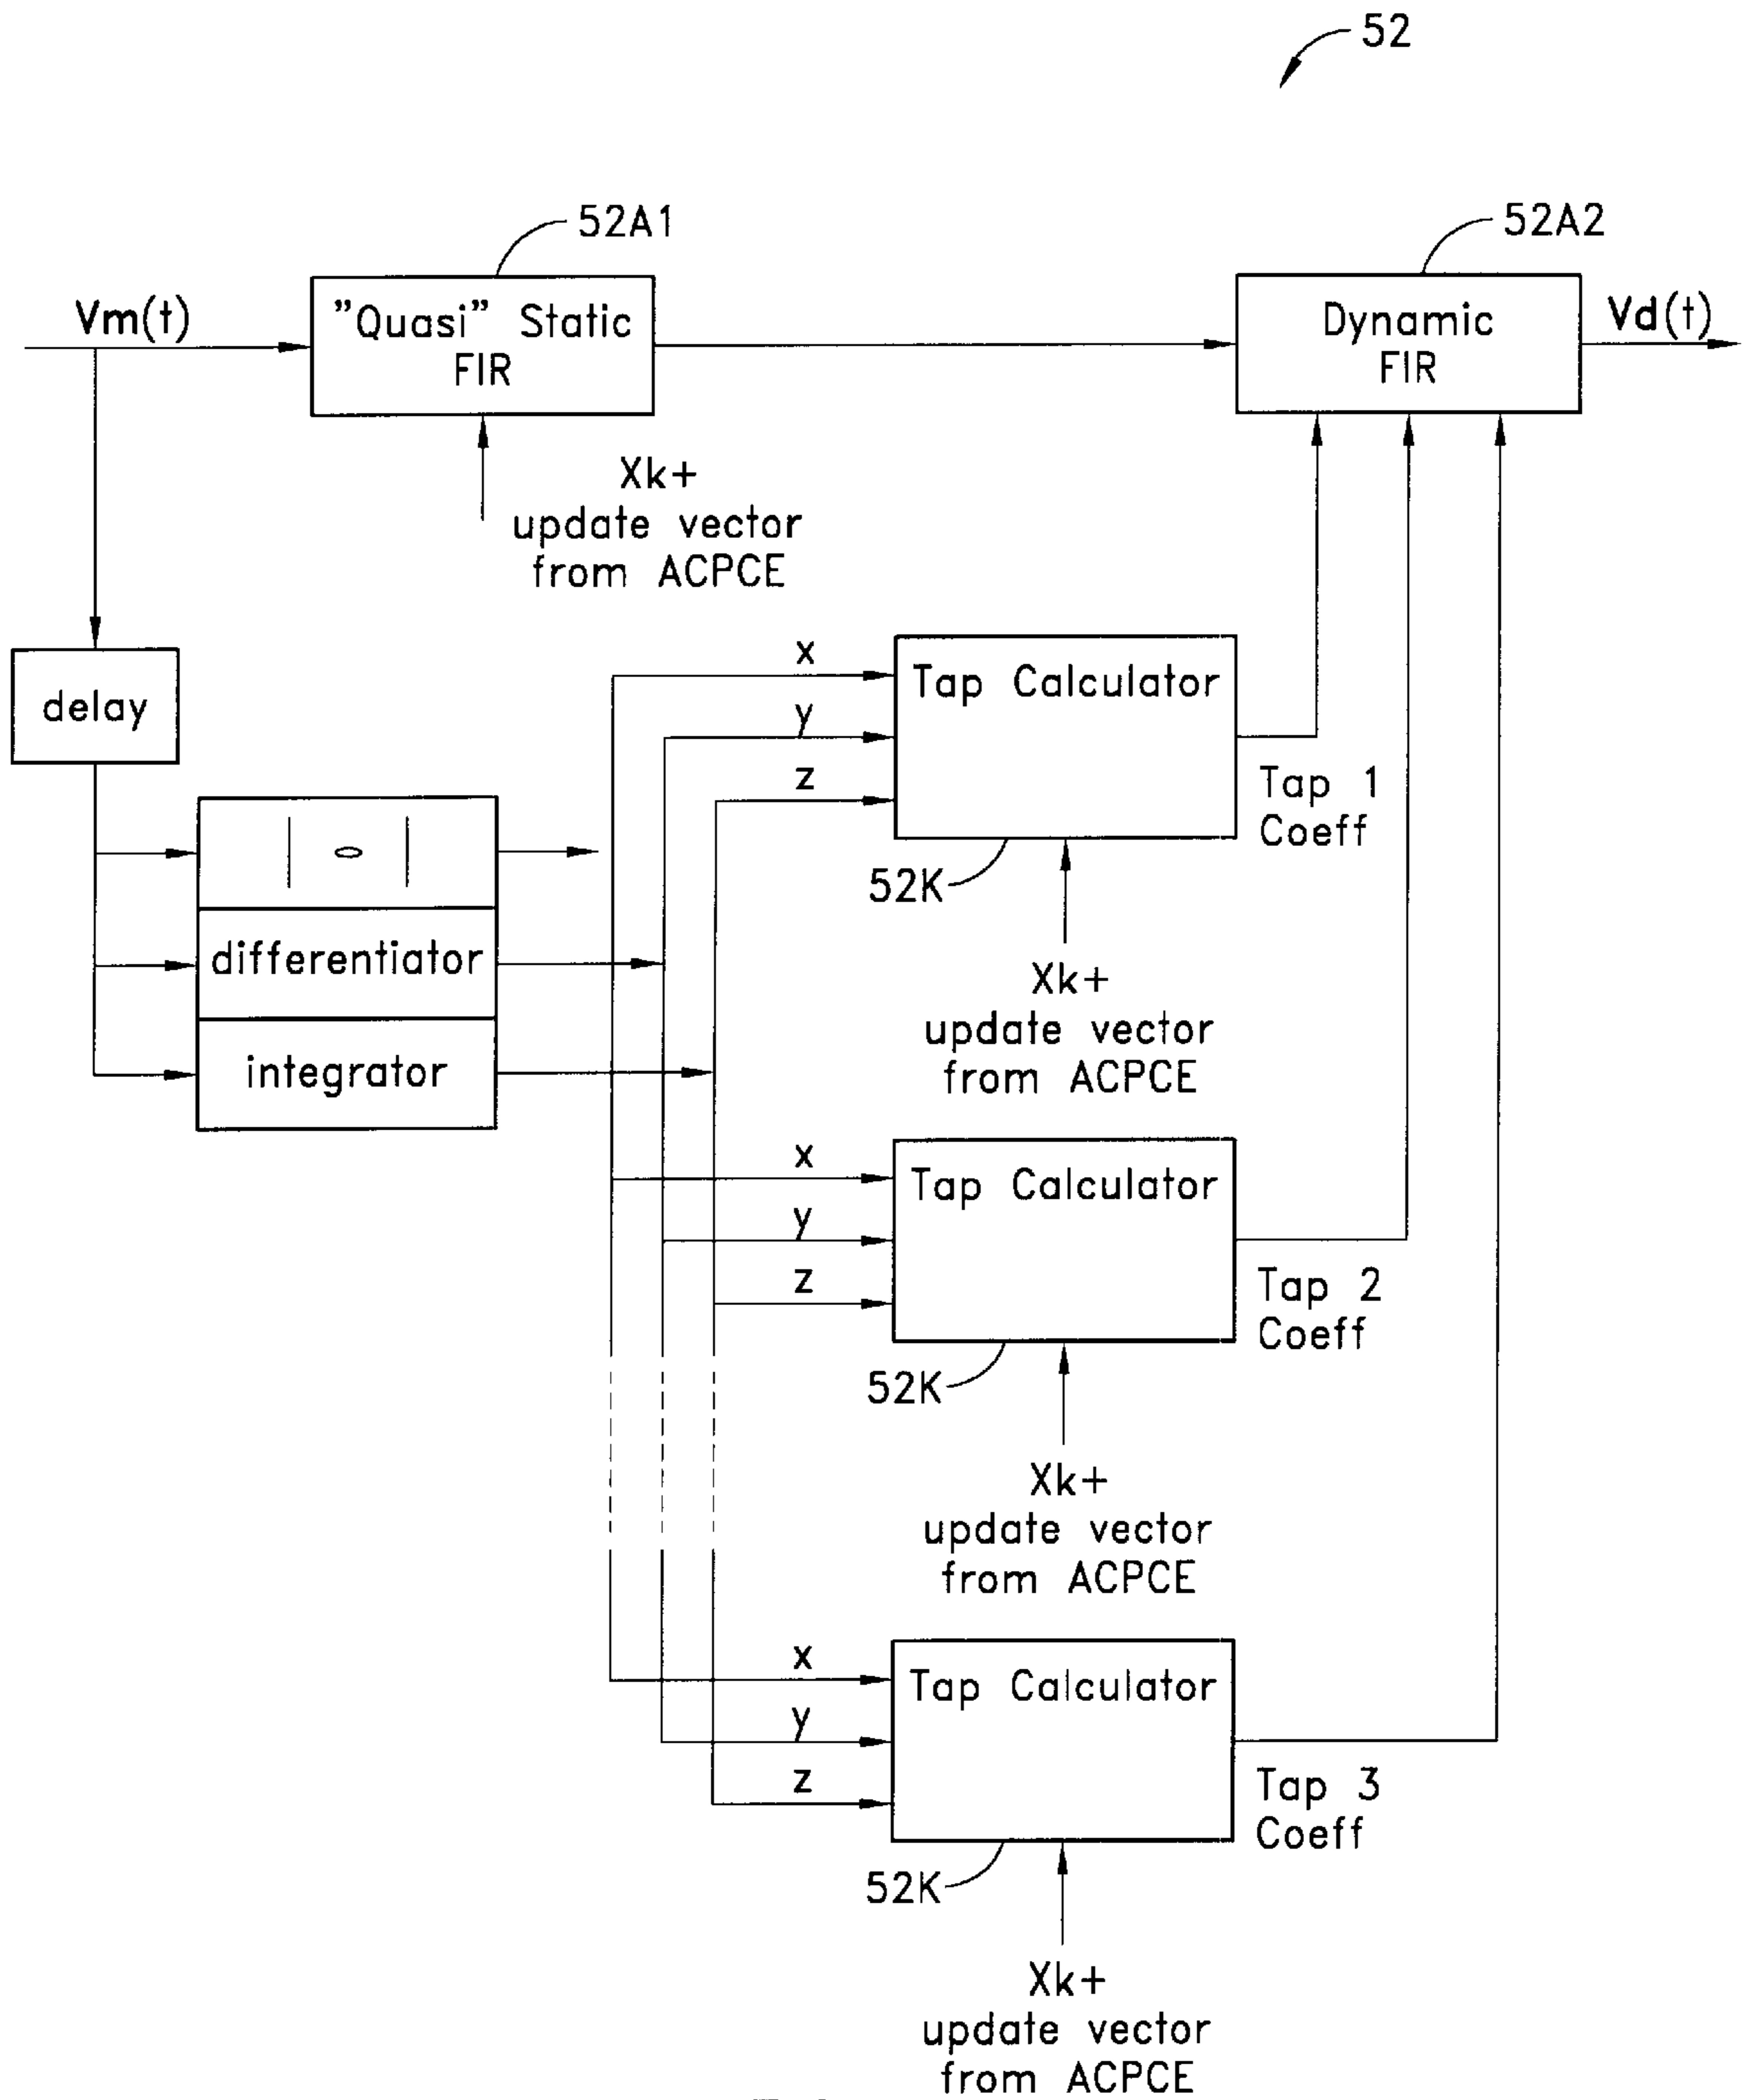 52
52A1
52A2
Vm(t)
"Quasi" Static
FIR
Dynamic
FIR
Vd(t)
Xk+
update vector
from ACPCE
delay
x
y
z
Tap Calculator
Tap 1
Coeff
52K
| o |
differentiator
integrator
Xk+
update vector
from ACPCE
x
y
z
Tap Calculator
Tap 2
Coeff
52K
Xk+
update vector
from ACPCE
x
y
z
Tap Calculator
Tap 3
Coeff
52K
Xk+
update vector
from ACPCE